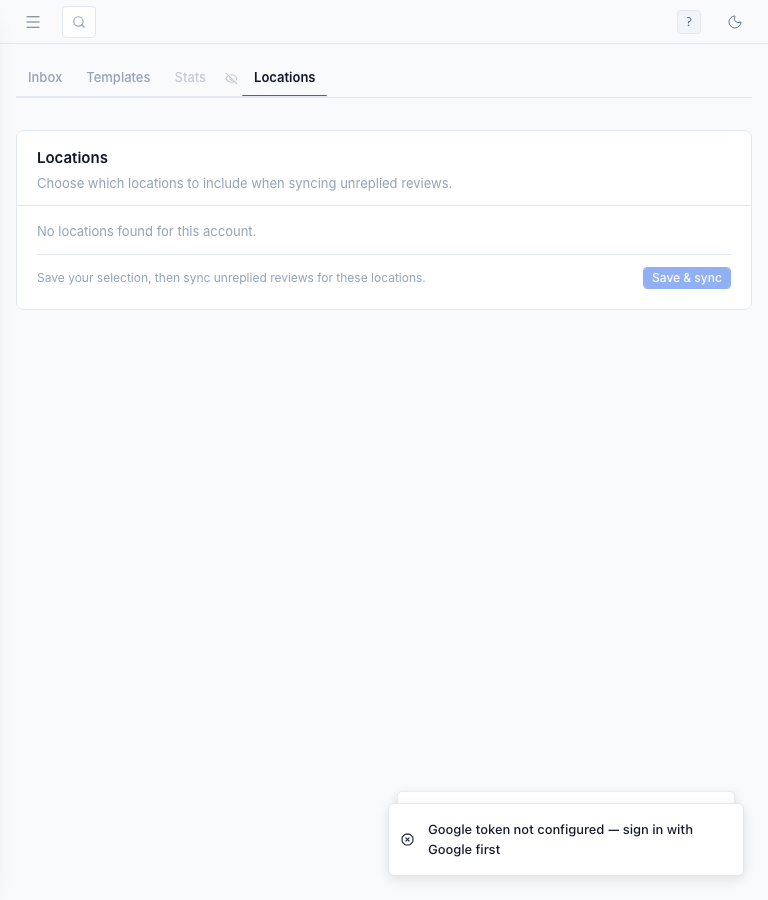 ?
Inbox
Templates
Stats
Locations
Locations
Choose which locations to include when syncing unreplied reviews.
No locations found for this account.
Save your selection, then sync unreplied reviews for these locations.
Save & sync
Google token not configured — sign in with
Google first